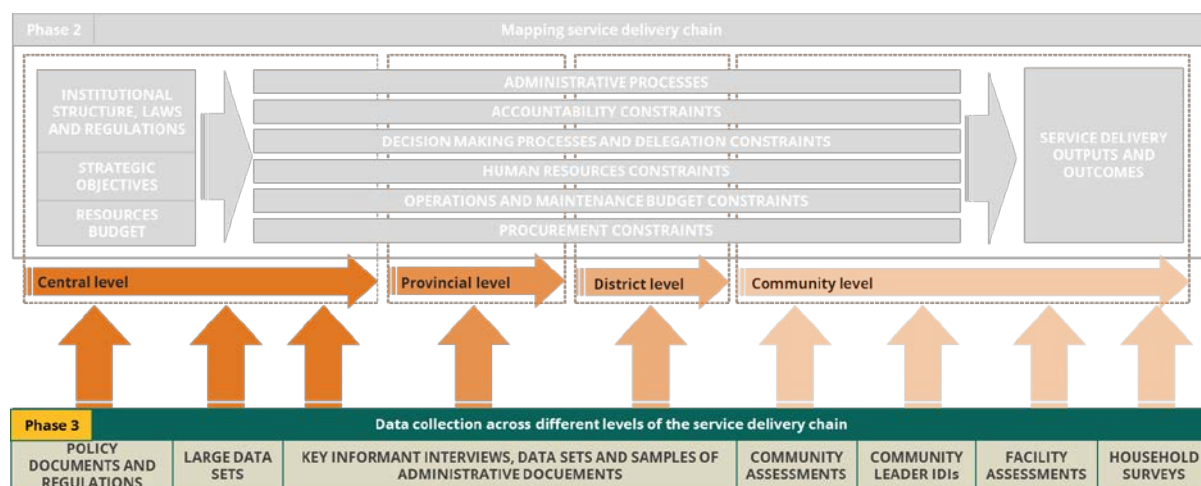 Phase 2
Mapping service delivery chain
INSTITUTIONAL
STRUCTURE, LAWS
AND REGULATIONS
STRATEGIC
OBJECTIVES
RESOURCES
BUDGET
ADMINISTRATIVE PROCESSES
ACCOUNTABILITY CONSTRAINTS
DECISION MAKING PROCESSES AND DELEGATION CONSTRAINTS
HUMAN RESOURCES CONSTRAINTS
OPERATIONS AND MAINTENANCE BUDGET CONSTRAINTS
PROCUREMENT CONSTRAINTS
SERVICE DELIVERY
OUTPUTS AND
OUTCOMES
Central level
Provincial level
District level
Community level
Phase 3
Data collection across different levels of the service delivery chain
POLICY
DOCUMENTS AND
REGULATIONS
LARGE DATA
SETS
KEY INFORMANT INTERVIEWS, DATA SETS AND SAMPLES OF
ADMINISTRATIVE DOCUEMENTS
COMMUNITY
ASSESSMENTS
COMMUNITY
LEADER IDIs
FACILITY
ASSESSMENTS
HOUSEHOLD
SURVEYS